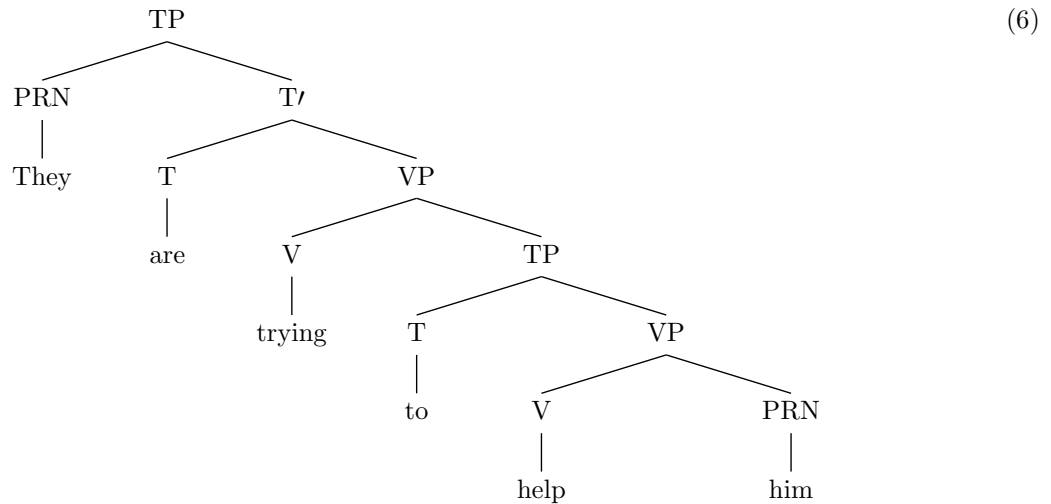 TP (6)
PRN T′
They T VP
are V TP
trying T VP
to V PRN
help him